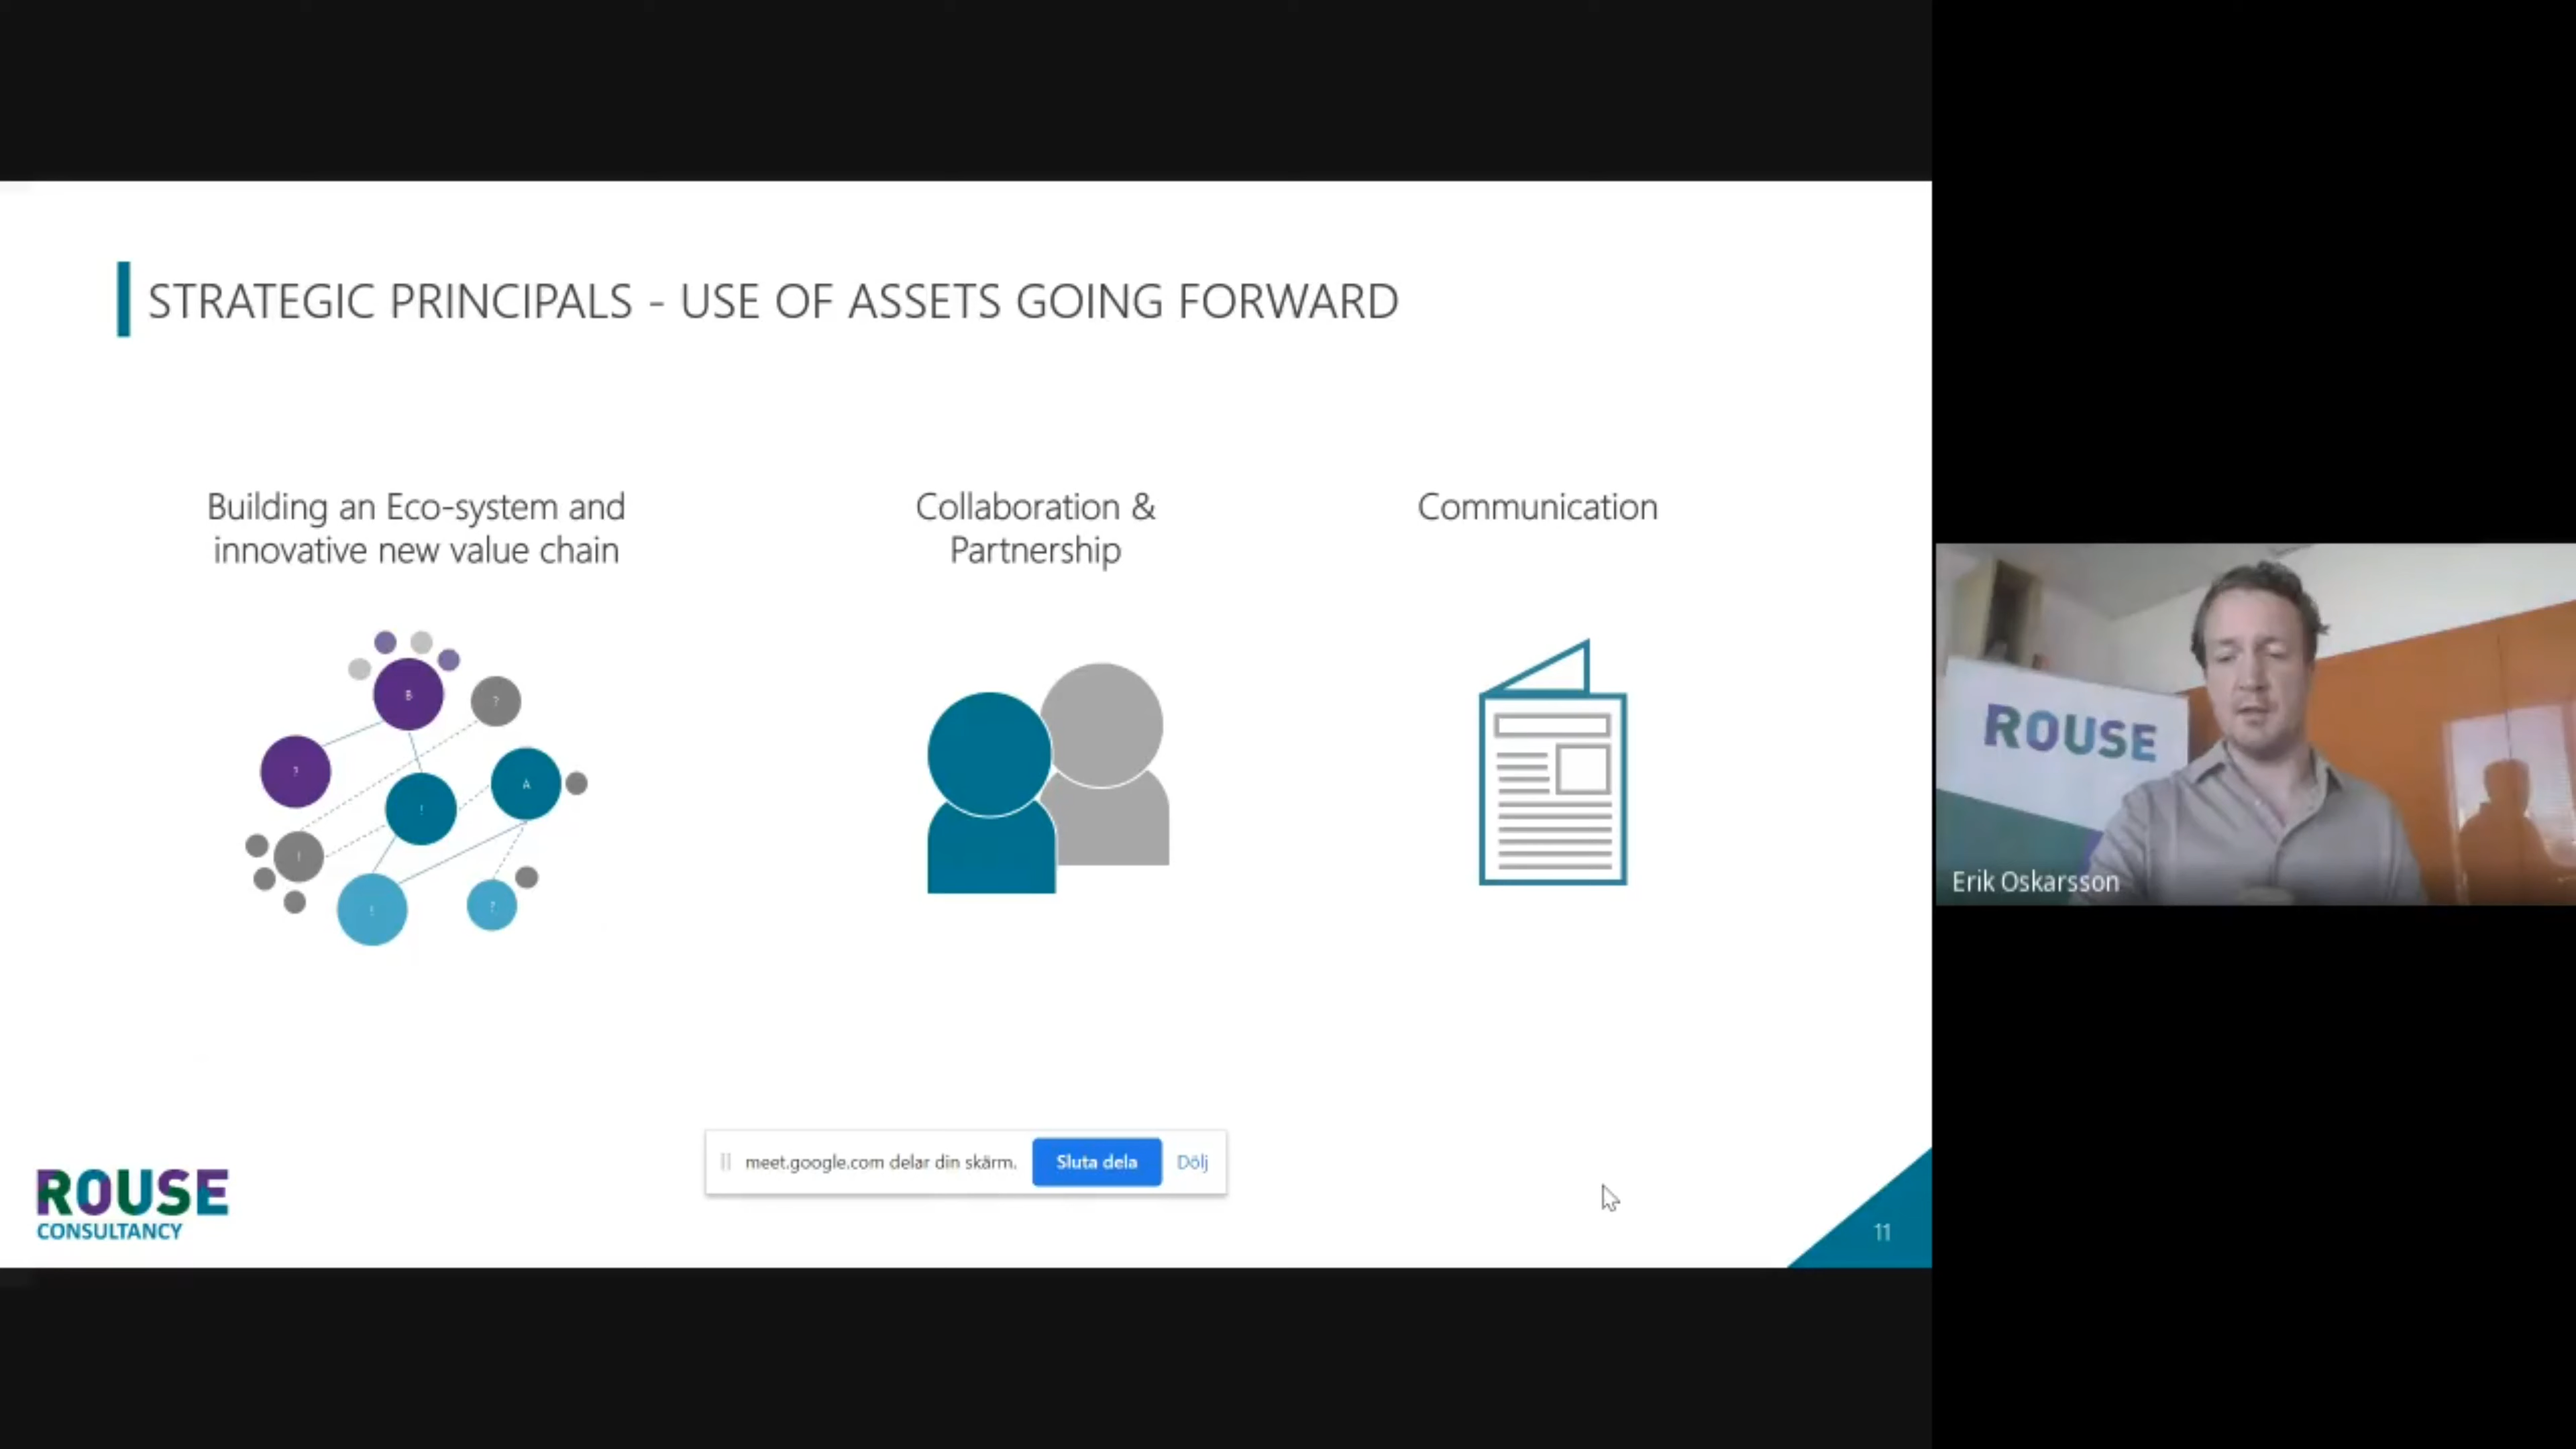 STRATEGIC PRINCIPALS - USE OF ASSETS GOING FORWARD
Building an Eco-system and
innovative new value chain
Collaboration &
Partnership
Communication
B
?
?
A
!
!
!
?
ROUSE
Erik Oskarsson
meet.google.com delar din skärm.
Sluta dela
Dölj
ROUSE
CONSULTANCY
11